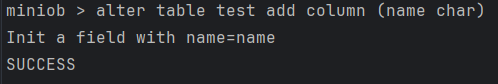 miniob > alter table test add column (name char)
Init a field with name=name
SUCCESS